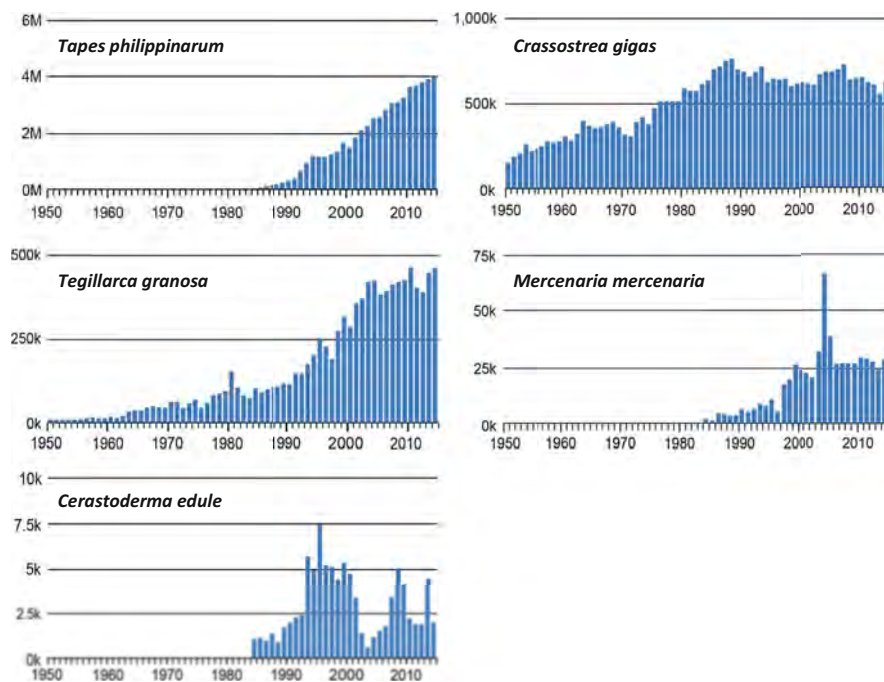 6M
Tapes philippinarum
4M
2M
0M
1950 1960 1970 1980 1990 2000 2010
1,000k
Crassostrea gigas
500k
0k
1950 1960 1970 1980 1990 2000 2010
500k
Tegillarca granosa
250k
0k
1950 1960 1970 1980 1990 2000 2010
75k
Mercenaria mercenaria
50k
25k
0k
1950 1960 1970 1980 1990 2000 2010
10k
Cerastoderma edule
7.5k
5k
2.5k
0k
1950 1960 1970 1980 1990 2000 2010